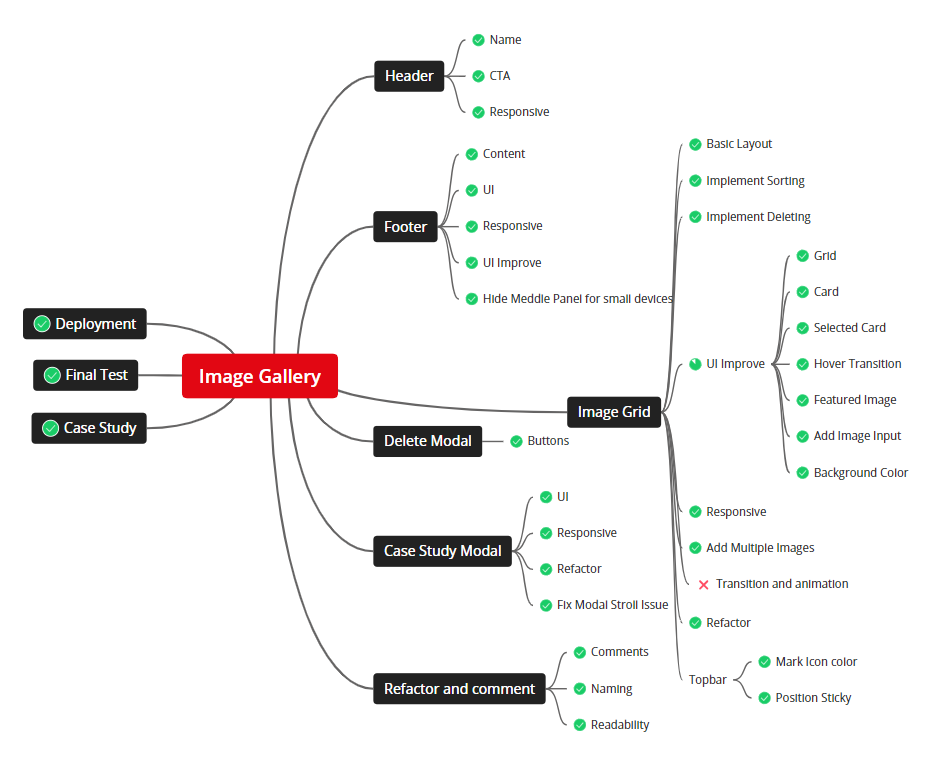 Image Gallery
Header
Name
CTA
Responsive
Footer
Content
UI
Responsive
UI Improve
Hide Meddle Panel for small devices
Image Grid
Basic Layout
Implement Sorting
Implement Deleting
UI Improve
Grid
Card
Selected Card
Hover Transition
Featured Image
Add Image Input
Background Color
Responsive
Add Multiple Images
Transition and animation
Refactor
Topbar
Mark Icon color
Position Sticky
Delete Modal
Buttons
Case Study Modal
UI
Responsive
Refactor
Fix Modal Stroll Issue
Refactor and comment
Comments
Naming
Readability
Deployment
Final Test
Case Study